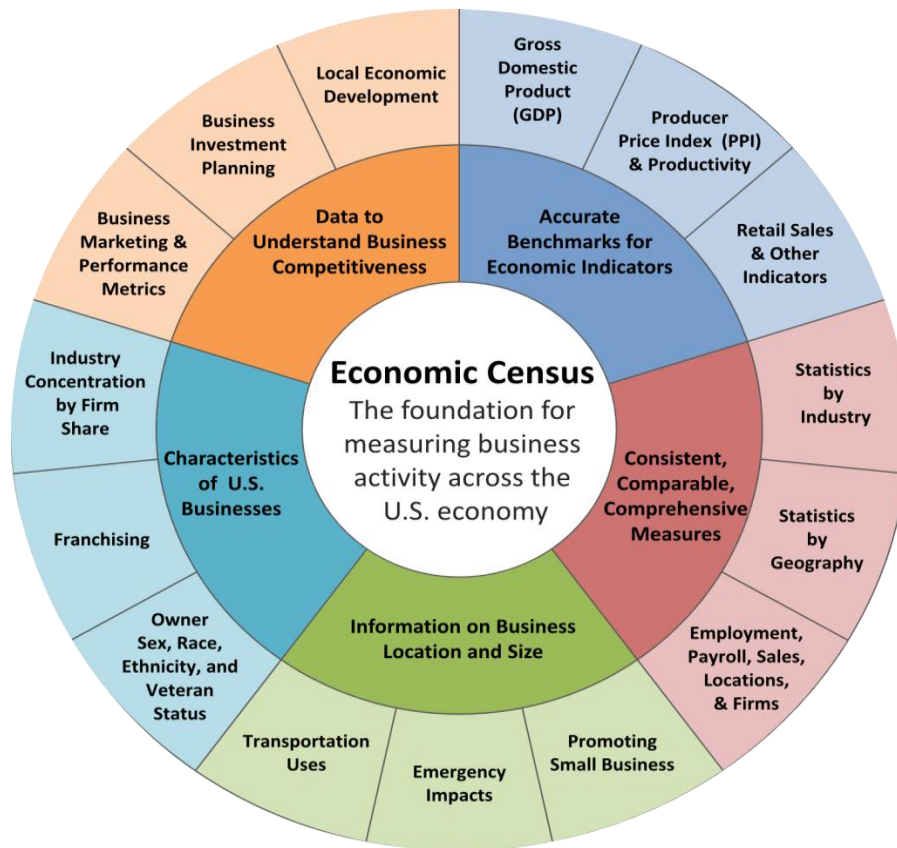 Economic Census
The foundation for
measuring business
activity across the
U.S. economy
Accurate
Benchmarks for
Economic Indicators
Gross
Domestic
Product
(GDP)
Producer
Price Index (PPI)
& Productivity
Retail Sales
& Other
Indicators
Consistent,
Comparable,
Comprehensive
Measures
Statistics
by
Industry
Statistics
by
Geography
Employment,
Payroll, Sales,
Locations,
& Firms
Information on Business
Location and Size
Promoting
Small Business
Emergency
Impacts
Transportation
Uses
Characteristics
of U.S.
Businesses
Owner
Sex, Race,
Ethnicity, and
Veteran
Status
Franchising
Industry
Concentration
by Firm
Share
Data to
Understand Business
Competitiveness
Business
Marketing &
Performance
Metrics
Business
Investment
Planning
Local Economic
Development